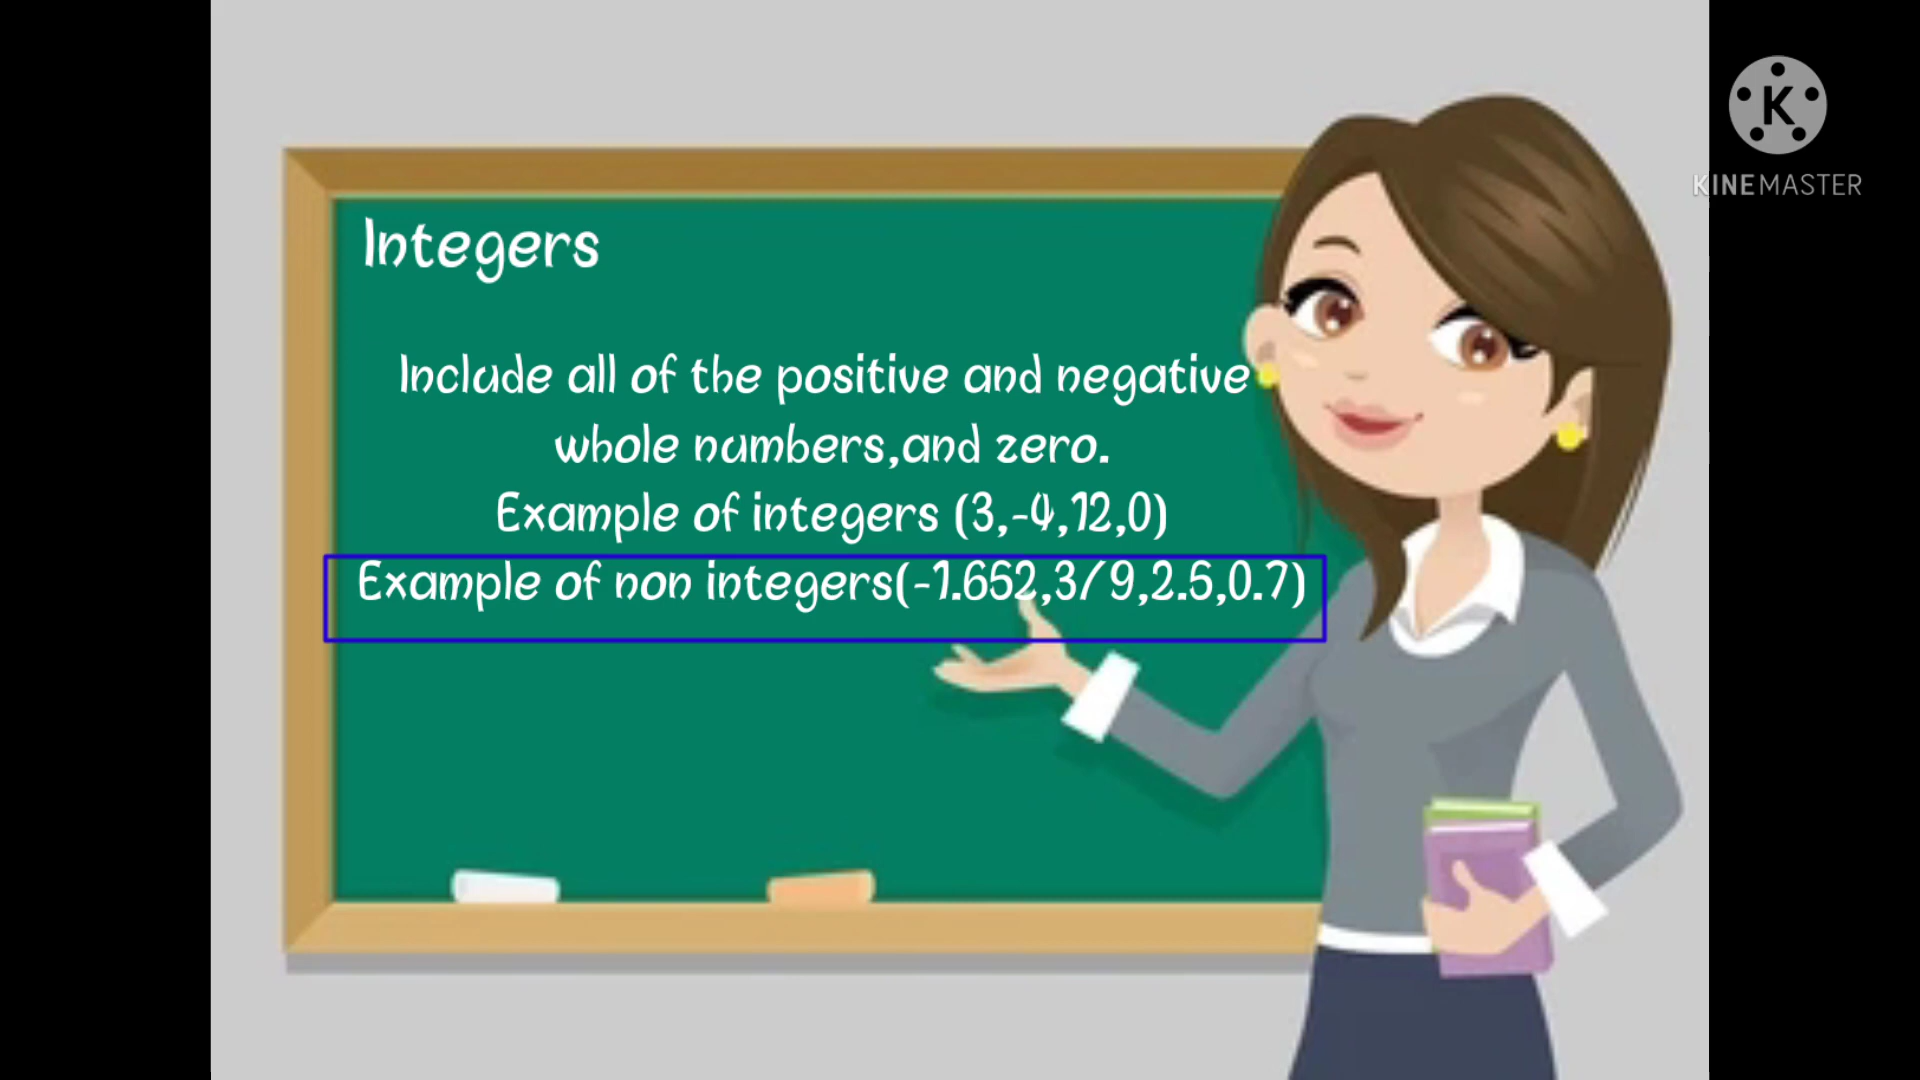 K
KINEMASTER
Integers
Include all of the positive and negative
whole numbers,and zero.
Example of integers (3,-4,12,0)
Example of non integers(-1.652,3/9,2.5,0.7)